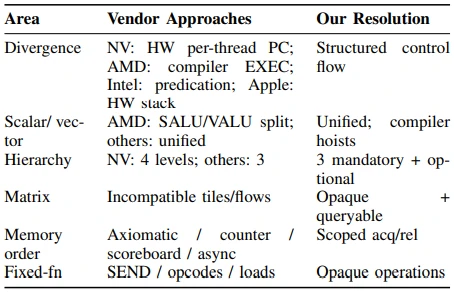 Area Vendor Approaches Our Resolution
Divergence NV: HW per-thread PC; Structured control
AMD: compiler EXEC; flow
Intel: predication; Apple:
HW stack
Scalar/ vec- AMD: SALU/VALU split; Unified; compiler
tor others: unified hoists
Hierarchy NV: 4 levels; others: 3 3 mandatory + op-
tional
Matrix Incompatible tiles/flows Opaque +
queryable
Memory Axiomatic / counter / Scoped acq/rel
order scoreboard / async
Fixed-fn SEND / opcodes / loads Opaque operations